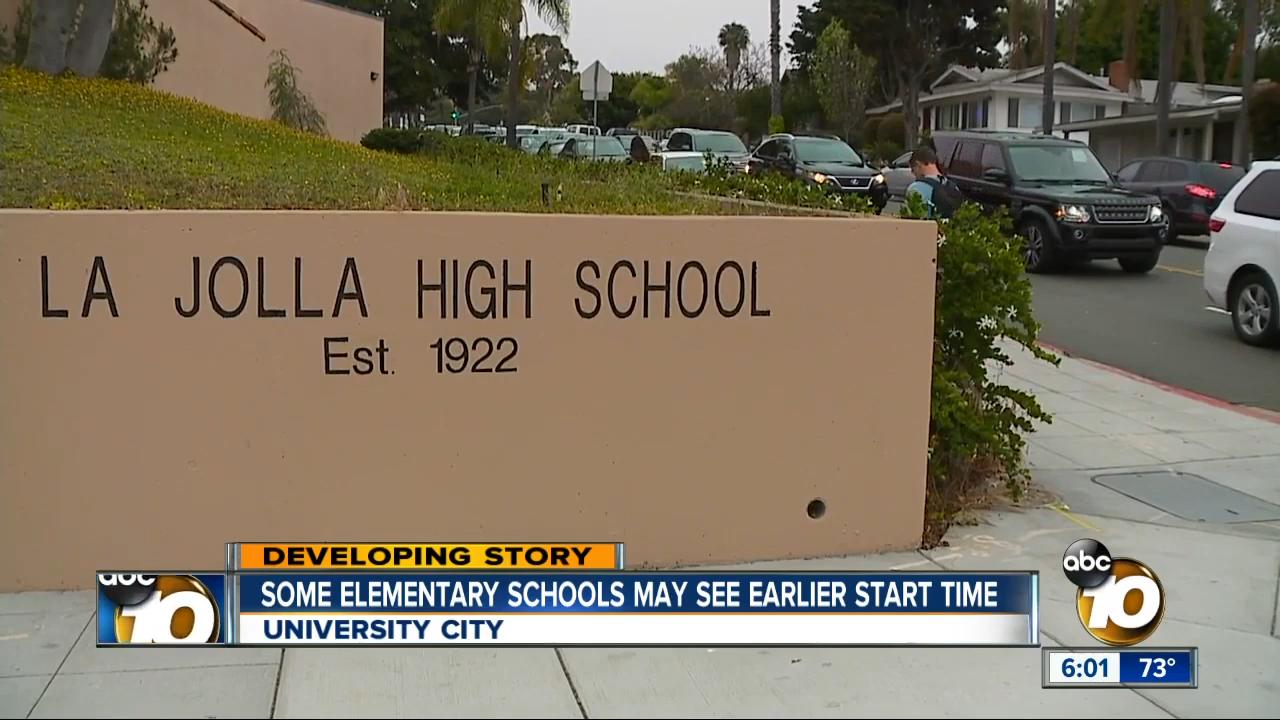 LA JOLLA HIGH SCHOOL
Est. 1922
DEVELOPING STORY
SOME ELEMENTARY SCHOOLS MAY SEE EARLIER START TIME
UNIVERSITY CITY
abc
10
abc
10
6:01 73°